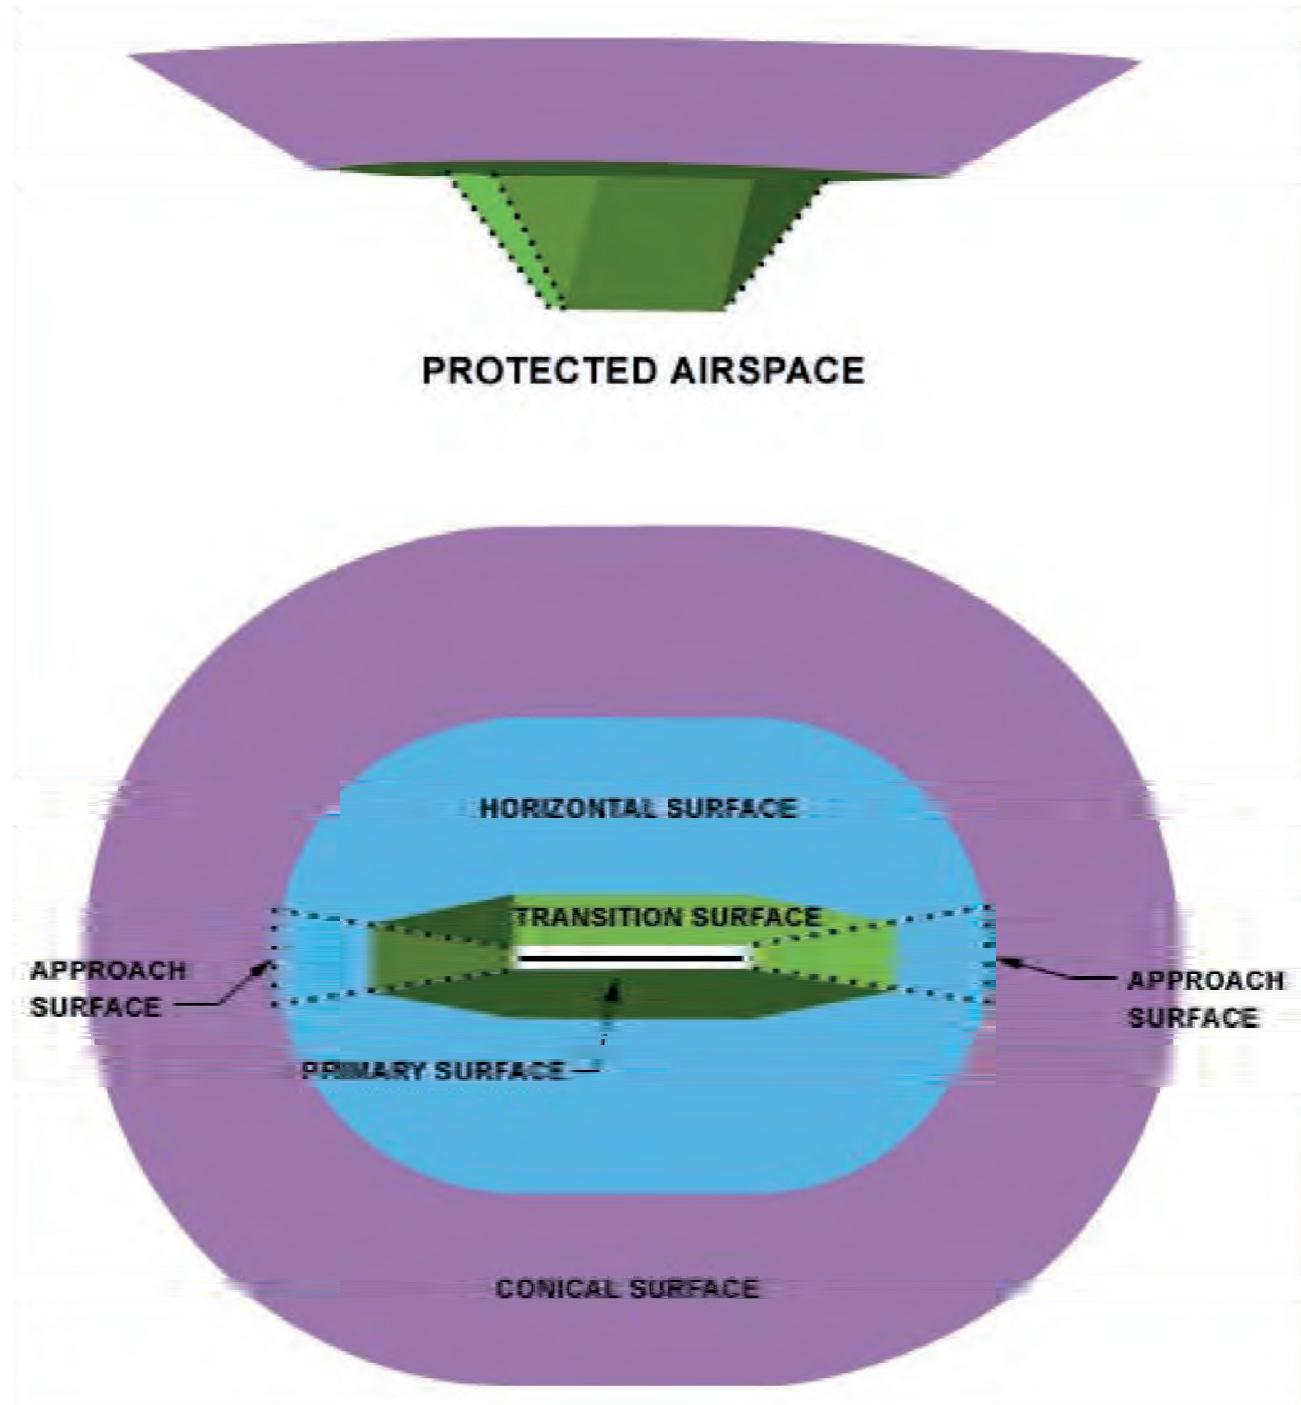 PROTECTED AIRSPACE
HORIZONTAL SURFACE
TRANSITION SURFACE
APPROACH
SURFACE
APPROACH
SURFACE
PRIMARY SURFACE
CONICAL SURFACE